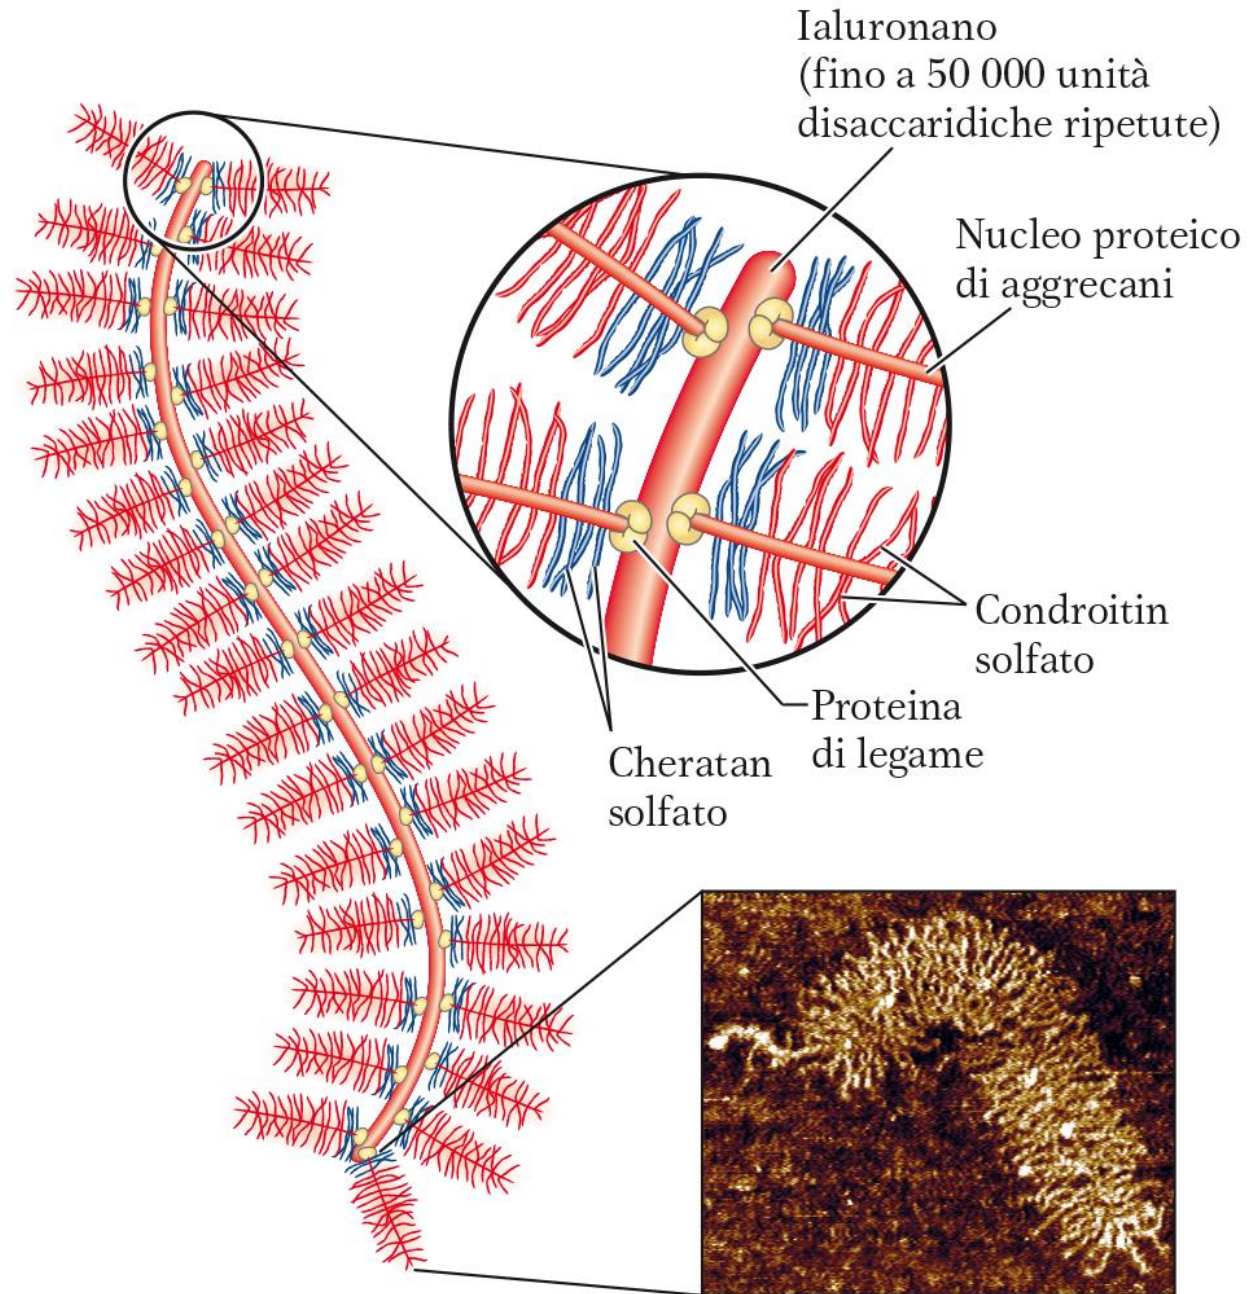 Ialuronano
(fino a 50 000 unità
disaccaridiche ripetute)
Nucleo proteico
di aggrecani
Condroitin
solfato
Proteina
di legame
Cheratan
solfato